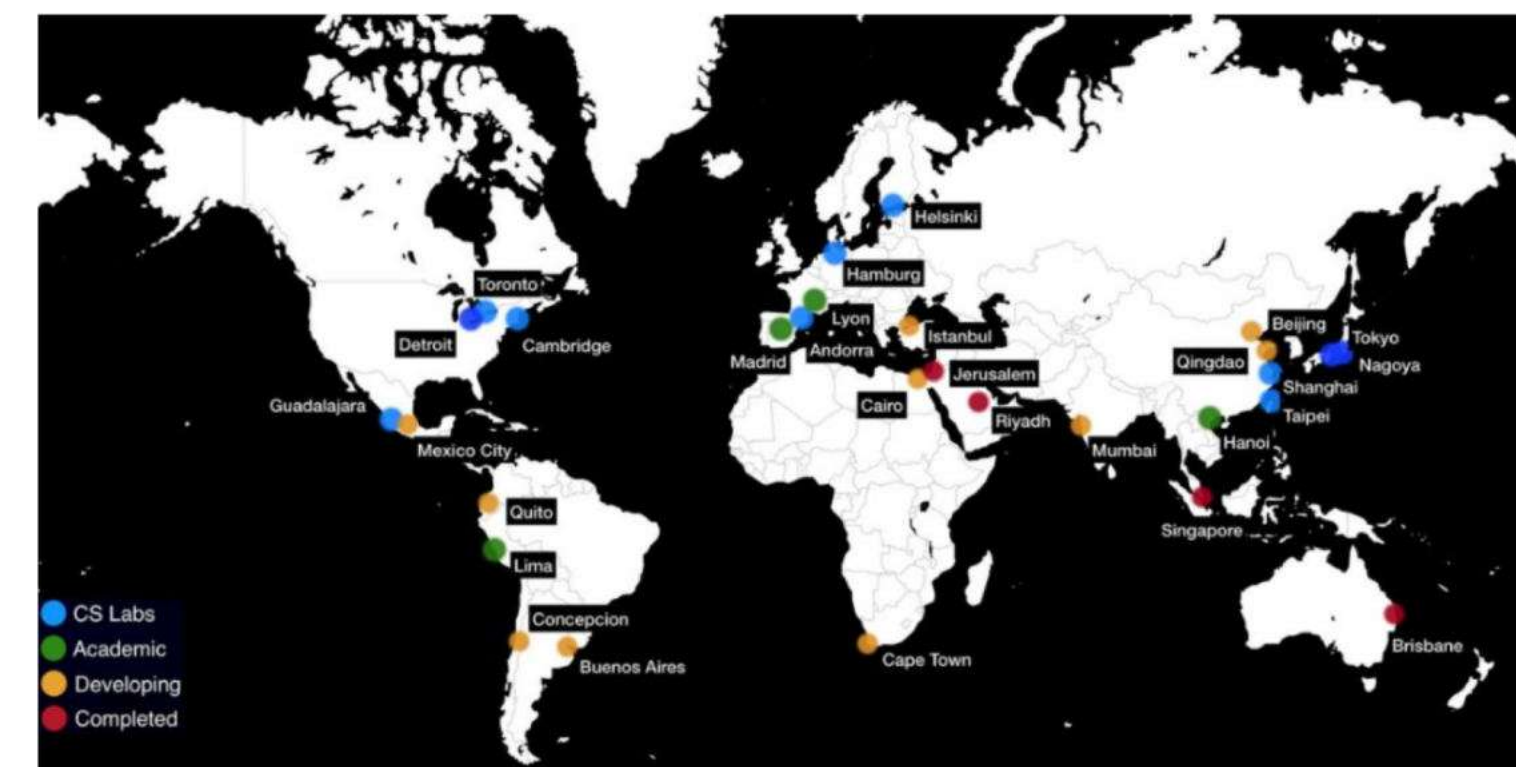 Helsinki
Hamburg
Toronto
Lyon
Beijing
Tokyo
Detroit
Cambridge
Istanbul
Madrid
Andorra
Qingdao
Nagoya
Jerusalem
Shanghai
Guadalajara
Cairo
Riyadh
Taipei
Mexico City
Mumbai
Hanoi
Quito
Singapore
Lima
CS Labs
Concepcion
Academic
Brisbane
Buenos Aires
Cape Town
Developing
Completed